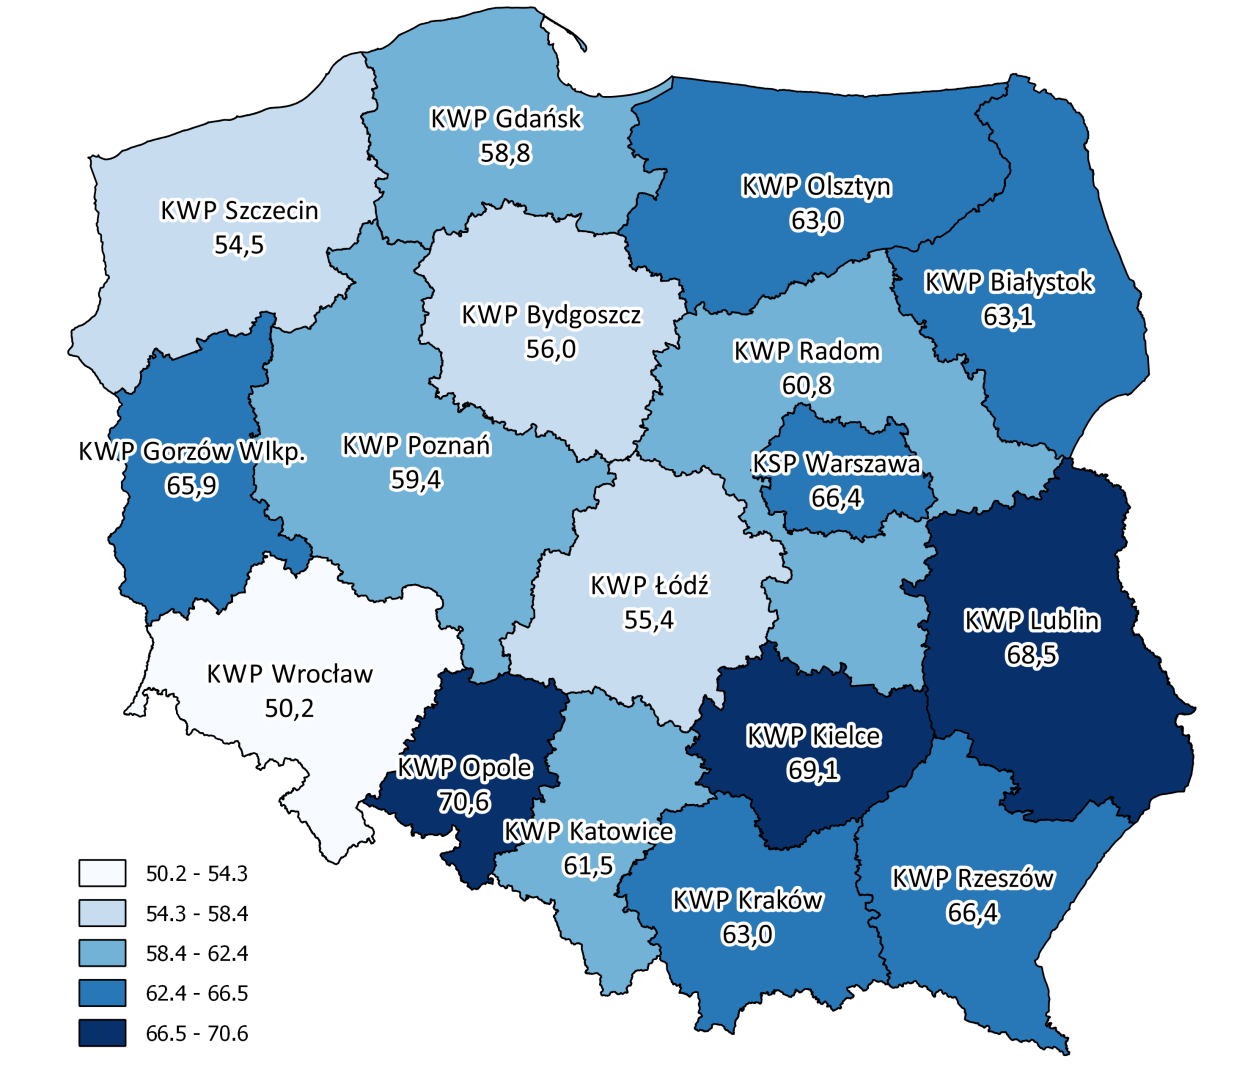 KWP Gdańsk
58,8
KWP Olsztyn
63,0
KWP Szczecin
54,5
KWP Białystok
63,1
KWP Bydgoszcz
56,0
KWP Radom
60,8
KWP Gorzów Wlkp.
65,9
KWP Poznań
59,4
KSP Warszawa
66,4
KWP Łódź
55,4
KWP Lublin
68,5
KWP Wrocław
50,2
KWP Opole
70,6
KWP Kielce
69,1
KWP Katowice
61,5
KWP Kraków
63,0
KWP Rzeszów
66,4
50.2 - 54.3
54.3 - 58.4
58.4 - 62.4
62.4 - 66.5
66.5 - 70.6